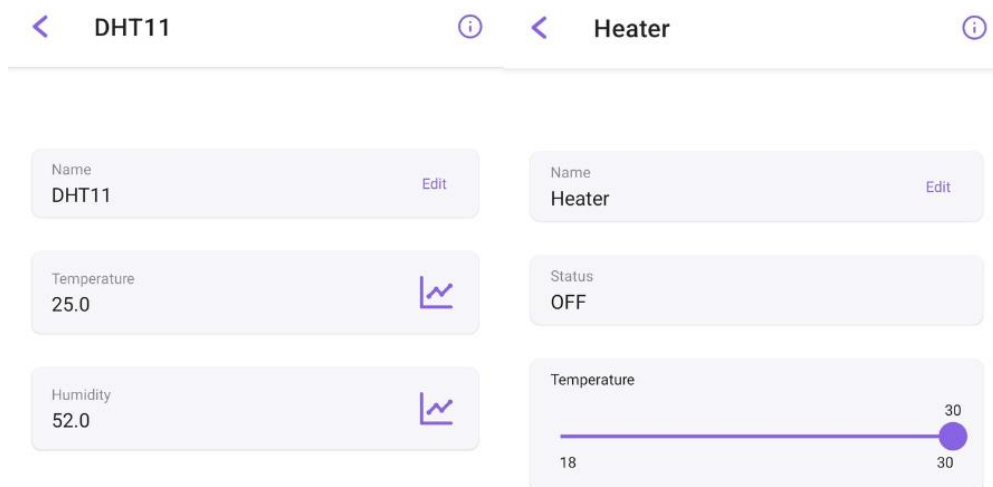 DHT11
Name
DHT11
Edit
Temperature
25.0
Humidity
52.0
Heater
Name
Heater
Edit
Status
OFF
Temperature
30
18
30